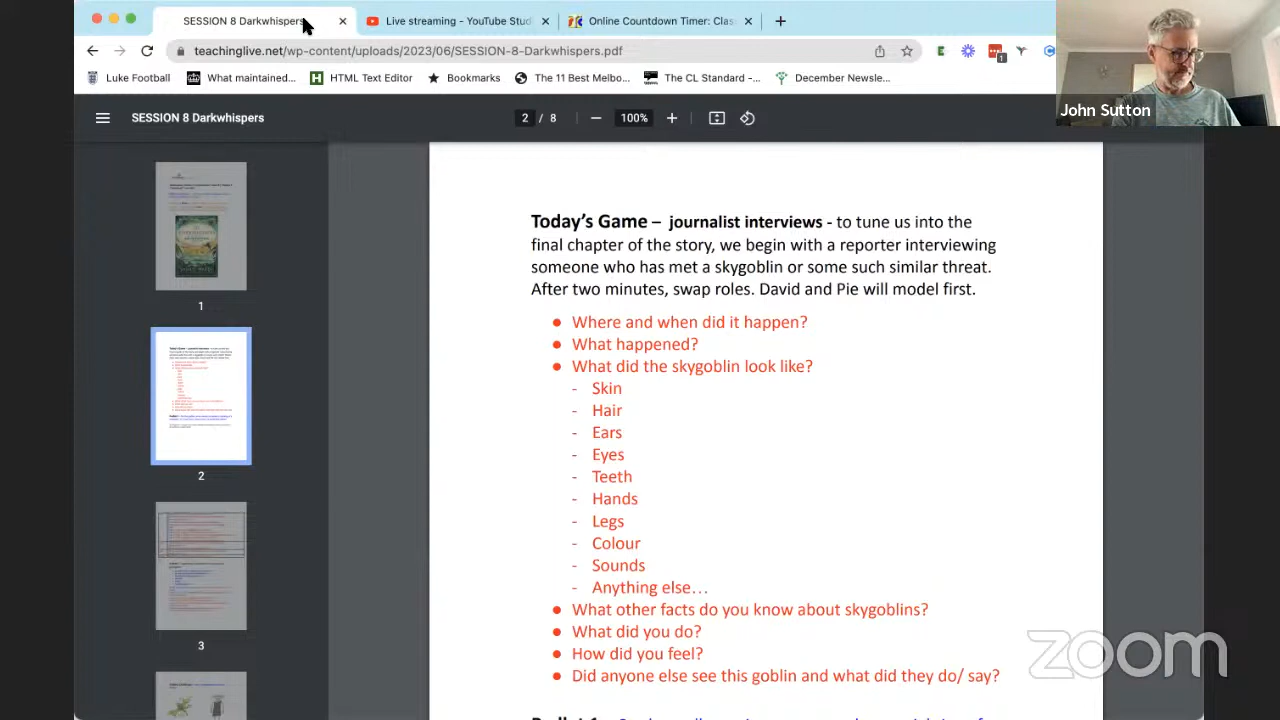 SESSION 8 Darkwhispers
Live streaming - YouTube Stud
Online Countdown Timer: Clas
teachinglive.net/wp-content/uploads/2023/06/SESSION-8-Darkwhispers.pdf
1
Luke Football
What maintained...
HTML Text Editor
Bookmarks
The 11 Best Melbo...
The CL Standard -...
December Newsle...
John Sutton
SESSION 8 Darkwhispers
2 / 8
100%
1
2
3
Today's Game – journalist interviews - to tune us into the
final chapter of the story, we begin with a reporter interviewing
someone who has met a skygoblin or some such similar threat.
After two minutes, swap roles. David and Pie will model first.
● Where and when did it happen?
● What happened?
● What did the skygoblin look like?
- Skin
- Hair
- Ears
- Eyes
- Teeth
- Hands
- Legs
- Colour
- Sounds
- Anything else…
● What other facts do you know about skygoblins?
● What did you do?
● How did you feel?
● Did anyone else see this goblin and what did they do/ say?
zoom